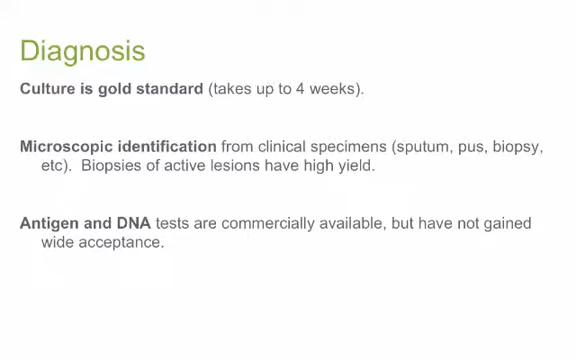 Diagnosis
Culture is gold standard (takes up to 4 weeks).
Microscopic identification from clinical specimens (sputum, pus, biopsy,
etc).  Biopsies of active lesions have high yield.
Antigen and DNA tests are commercially available, but have not gained
wide acceptance.